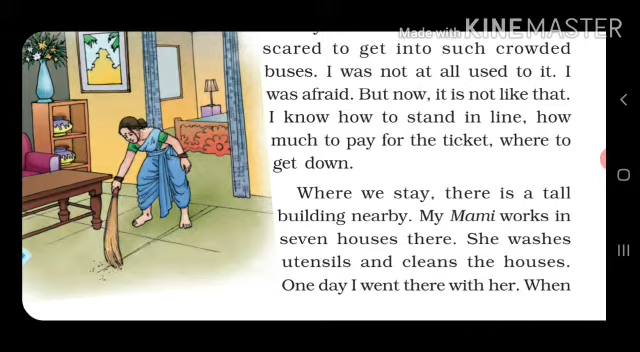 Made with KINEMASTER
scared to get into such crowded
buses. I was not at all used to it. I
was afraid. But now, it is not like that.
I know how to stand in line, how
much to pay for the ticket, where to
get down.
Where we stay, there is a tall
building nearby. My Mami works in
seven houses there. She washes
utensils and cleans the houses.
One day I went there with her. When